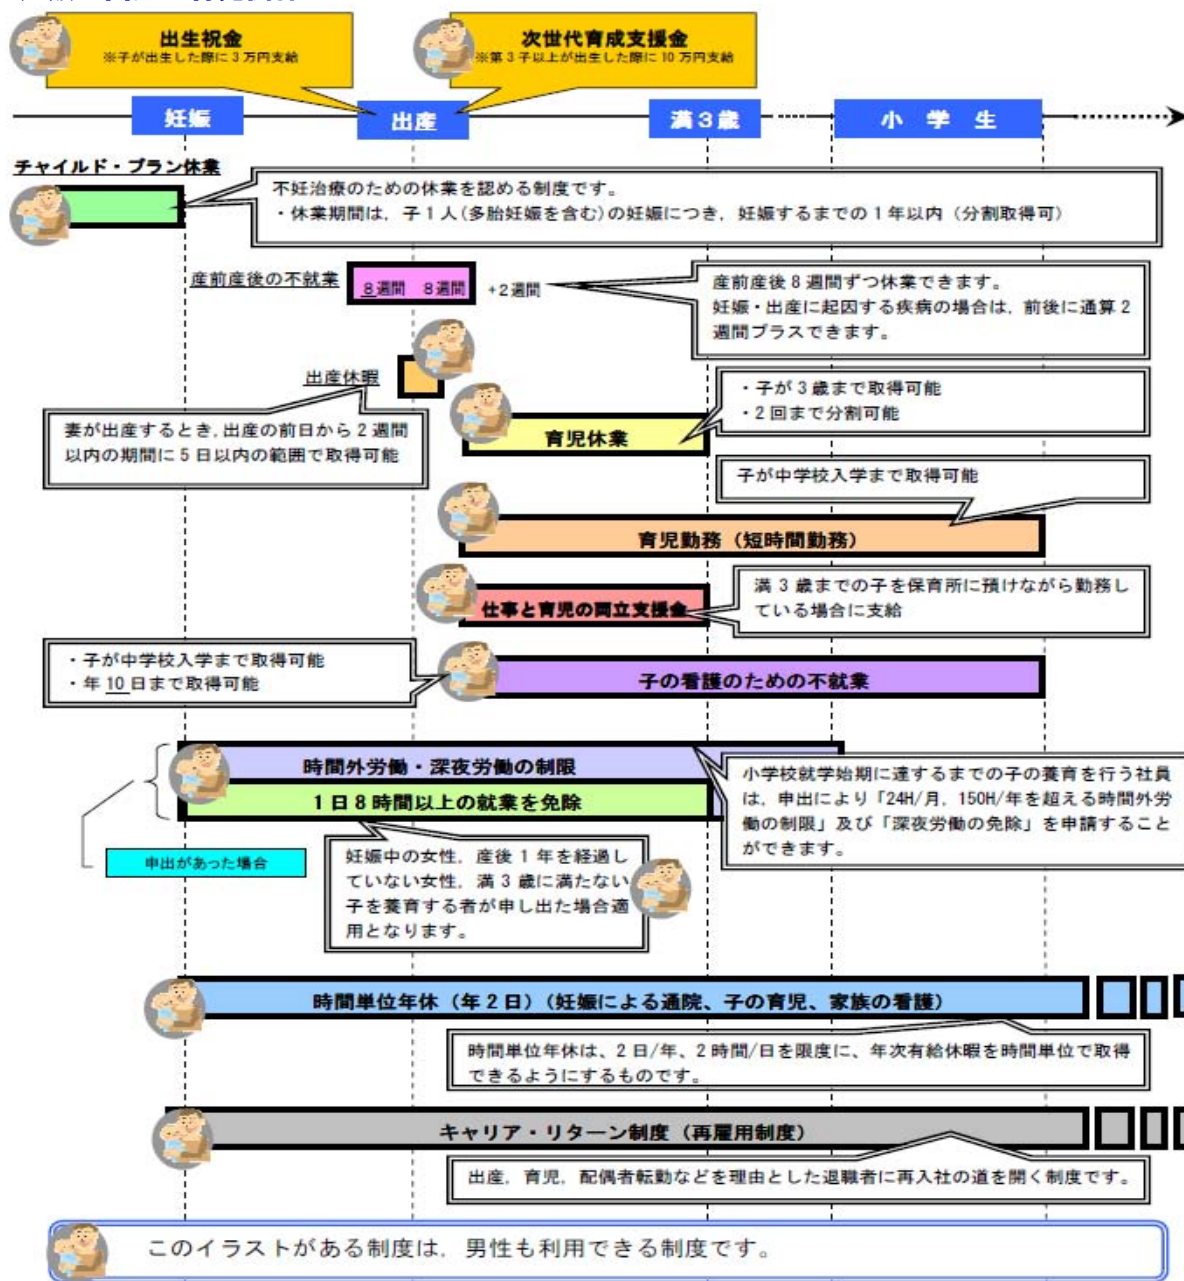 出生祝金
※子が出生した際に3万円支給
次世代育成支援金
※第3子以上が出生した際に10万円支給
妊娠
出産
満3歳
小学生
チャイルド・プラン休業
不妊治療のための休業を認める制度です。
・休業期間は，子1人(多胎妊娠を含む)の妊娠につき，妊娠するまでの1年以内（分割取得可）
産前産後の不就業
8週間 8週間
+2週間
産前産後8週間ずつ休業できます。
妊娠・出産に起因する疾病の場合は，前後に通算2
週間プラスできます。
出産休暇
妻が出産するとき，出産の前日から2週間
以内の期間に5日以内の範囲で取得可能
・子が3歳まで取得可能
・2回まで分割可能
育児休業
子が中学校入学まで取得可能
育児勤務（短時間勤務）
仕事と育児の両立支援金
満3歳までの子を保育所に預けながら勤務し
ている場合に支給
・子が中学校入学まで取得可能
・年10日まで取得可能
子の看護のための不就業
時間外労働・深夜労働の制限
1日8時間以上の就業を免除
小学校就学始期に達するまでの子の養育を行う社員
は，申出により「24H/月，150H/年を超える時間外労
働の制限」及び「深夜労働の免除」を申請すること
ができます。
申出があった場合
妊娠中の女性，産後1年を経過し
ていない女性，満3歳に満たない
子を養育する者が申し出た場合適
用となります。
時間単位年休（年2日）（妊娠による通院、子の育児、家族の看護）
時間単位年休は、2日/年、2時間/日を限度に、年次有給休暇を時間単位で取得
できるようにするものです。
キャリア・リターン制度（再雇用制度）
出産，育児，配偶者転勤などを理由とした退職者に再入社の道を開く制度です。
このイラストがある制度は，男性も利用できる制度です。